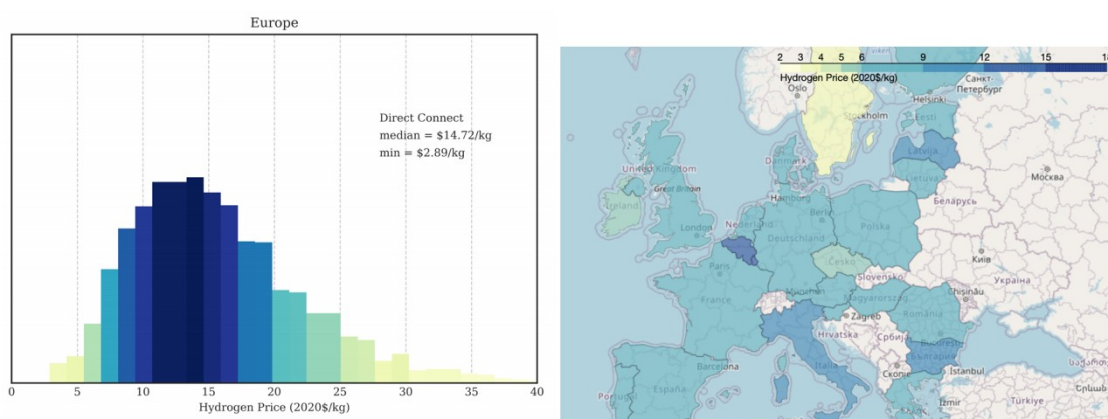 Europe
Direct Connect
median = $14.72/kg
min = $2.89/kg
0 5 10 15 20 25 30 35 40
Hydrogen Price (2020$/kg)
2 3 4 5 6 9 12 15
Hydrogen Price (2020$/kg)
Oslo
Stockholm
Helsinki
Санкт-
Петербург
Eesti
Latvija
Lietuva
Москва
Danmark
United Kingdom
Ireland
Great Britain
Hamburg
Беларусь
Nederland
Berlin
London
Polska
Deutschland
Київ
Paris
Česko
Україна
Slovensko
München
Chișinău
France
Magyarország
Zagreb
România
Hrvatska
Србија
București
България
Barcelona
Italia
Скопје
İstanbul
Portugal
España
İzmir
Türkiye